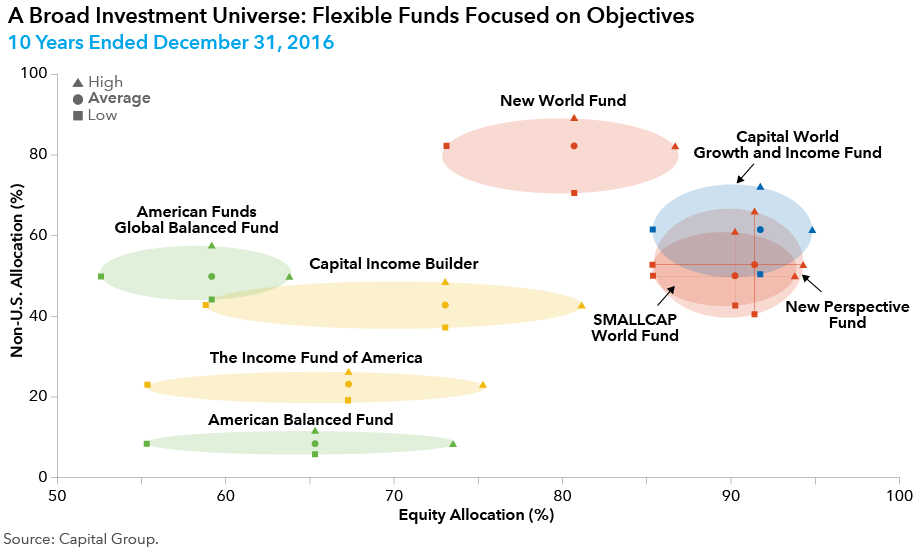 A Broad Investment Universe: Flexible Funds Focused on Objectives
10 Years Ended December 31, 2016
100
High
Average
Low
New World Fund
Capital World
Growth and Income Fund
80
American Funds
Global Balanced Fund
60
Capital Income Builder
New Perspective
Fund
SMALLCAP
World Fund
40
The Income Fund of America
20
American Balanced Fund
0
Non-U.S. Allocation (%)
50
60
70
80
90
100
Equity Allocation (%)
Source: Capital Group.